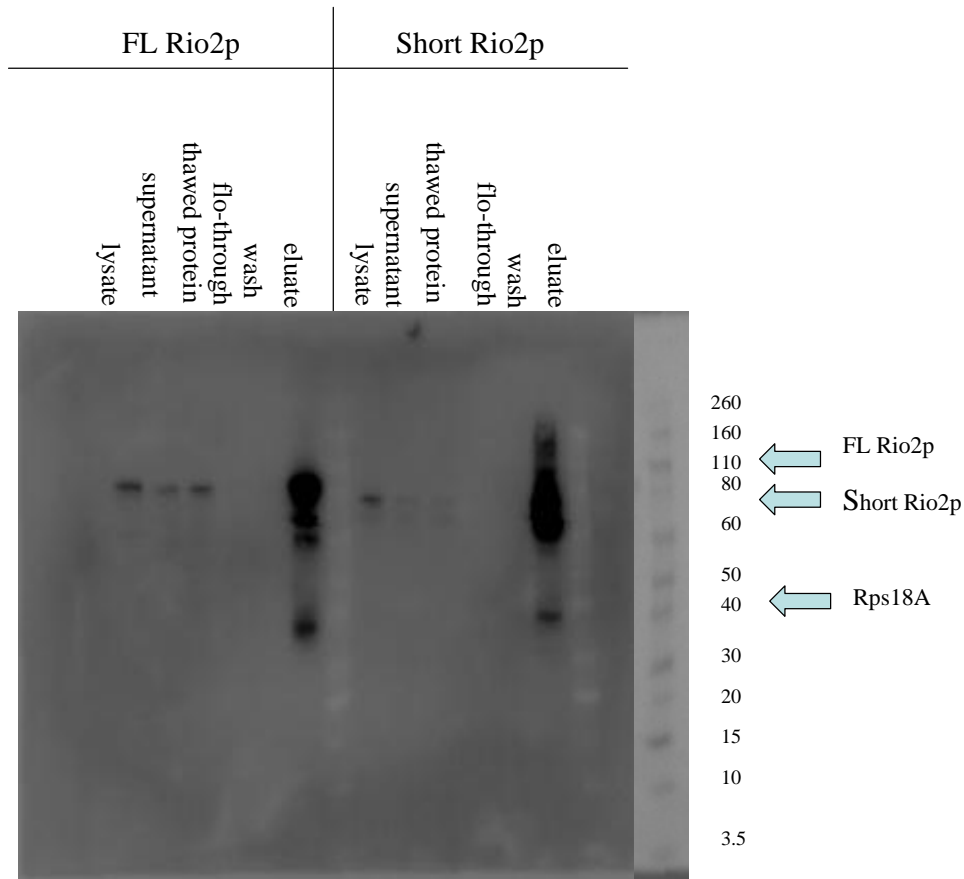 FL Rio2p
Short Rio2p
lysate
supernatant
thawed protein
flo-through
wash
eluate
lysate
supernatant
thawed protein
flo-through
wash
eluate
260
160
110
80
60
50
40
30
20
15
10
3.5
FL Rio2p
Short Rio2p
Rps18A